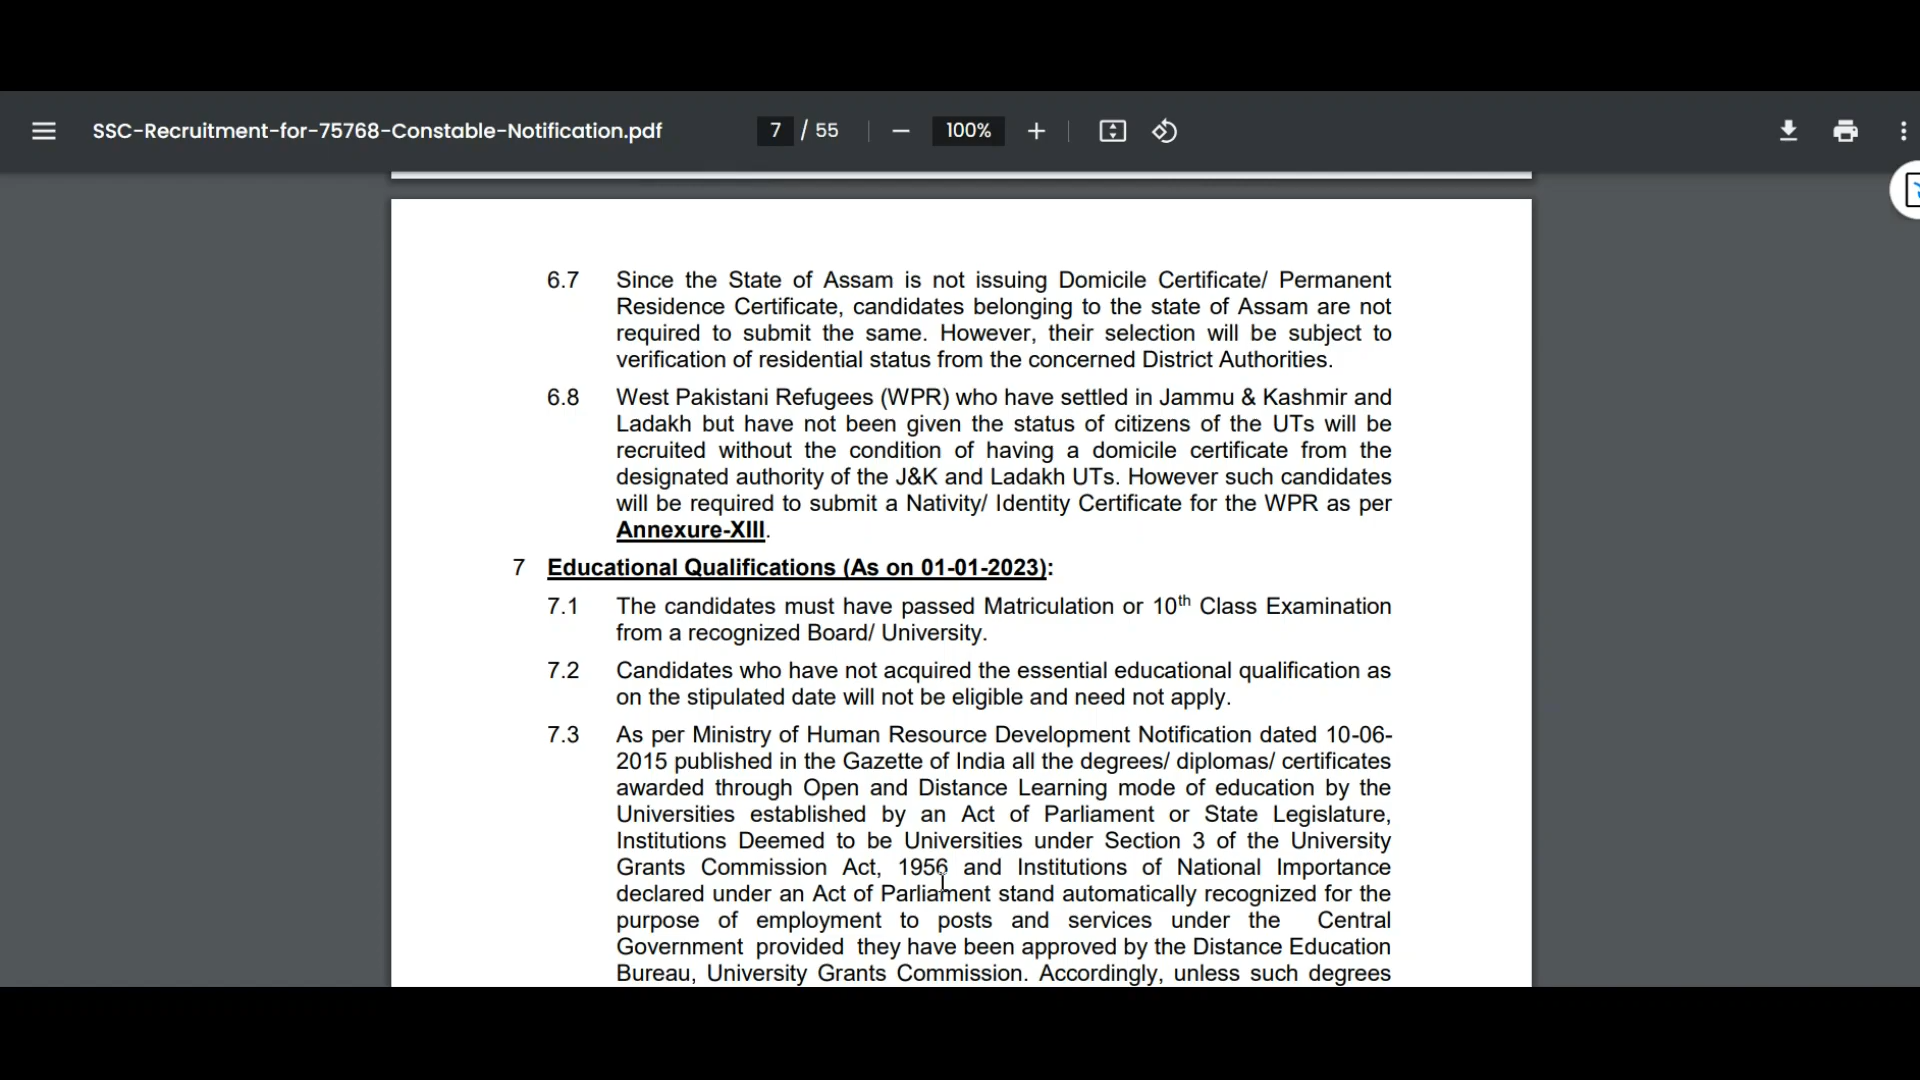 SSC-Recruitment-for-75768-Constable-Notification.pdf
7 / 55
100%
6.7 Since the State of Assam is not issuing Domicile Certificate/ Permanent
Residence Certificate, candidates belonging to the state of Assam are not
required to submit the same. However, their selection will be subject to
verification of residential status from the concerned District Authorities.
6.8 West Pakistani Refugees (WPR) who have settled in Jammu & Kashmir and
Ladakh but have not been given the status of citizens of the UTs will be
recruited without the condition of having a domicile certificate from the
designated authority of the J&K and Ladakh UTs. However such candidates
will be required to submit a Nativity/ Identity Certificate for the WPR as per
Annexure-XIII.
7 Educational Qualifications (As on 01-01-2023):
7.1 The candidates must have passed Matriculation or 10th Class Examination
from a recognized Board/ University.
7.2 Candidates who have not acquired the essential educational qualification as
on the stipulated date will not be eligible and need not apply.
7.3 As per Ministry of Human Resource Development Notification dated 10-06-
2015 published in the Gazette of India all the degrees/ diplomas/ certificates
awarded through Open and Distance Learning mode of education by the
Universities established by an Act of Parliament or State Legislature,
Institutions Deemed to be Universities under Section 3 of the University
Grants Commission Act, 1956 and Institutions of National Importance
declared under an Act of Parliament stand automatically recognized for the
purpose of employment to posts and services under the Central
Government provided they have been approved by the Distance Education
Bureau, University Grants Commission. Accordingly, unless such degrees